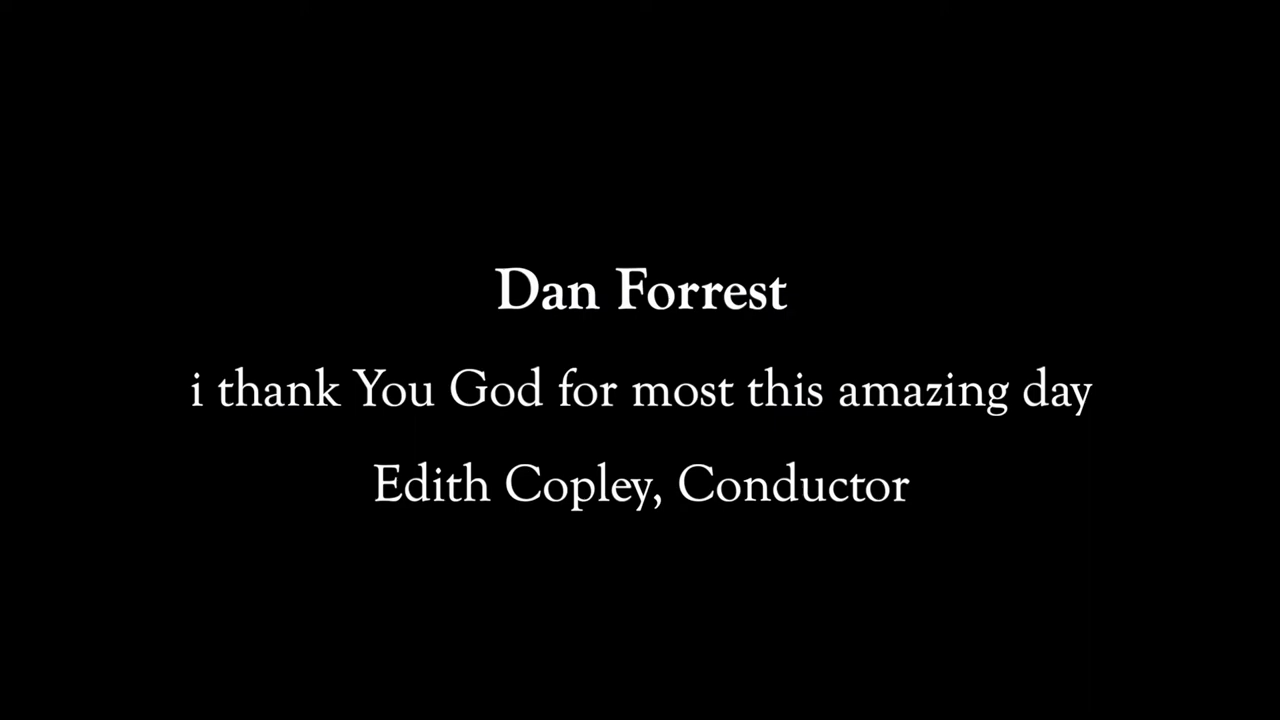 Dan Forrest
i thank You God for most this amazing day
Edith Copley, Conductor